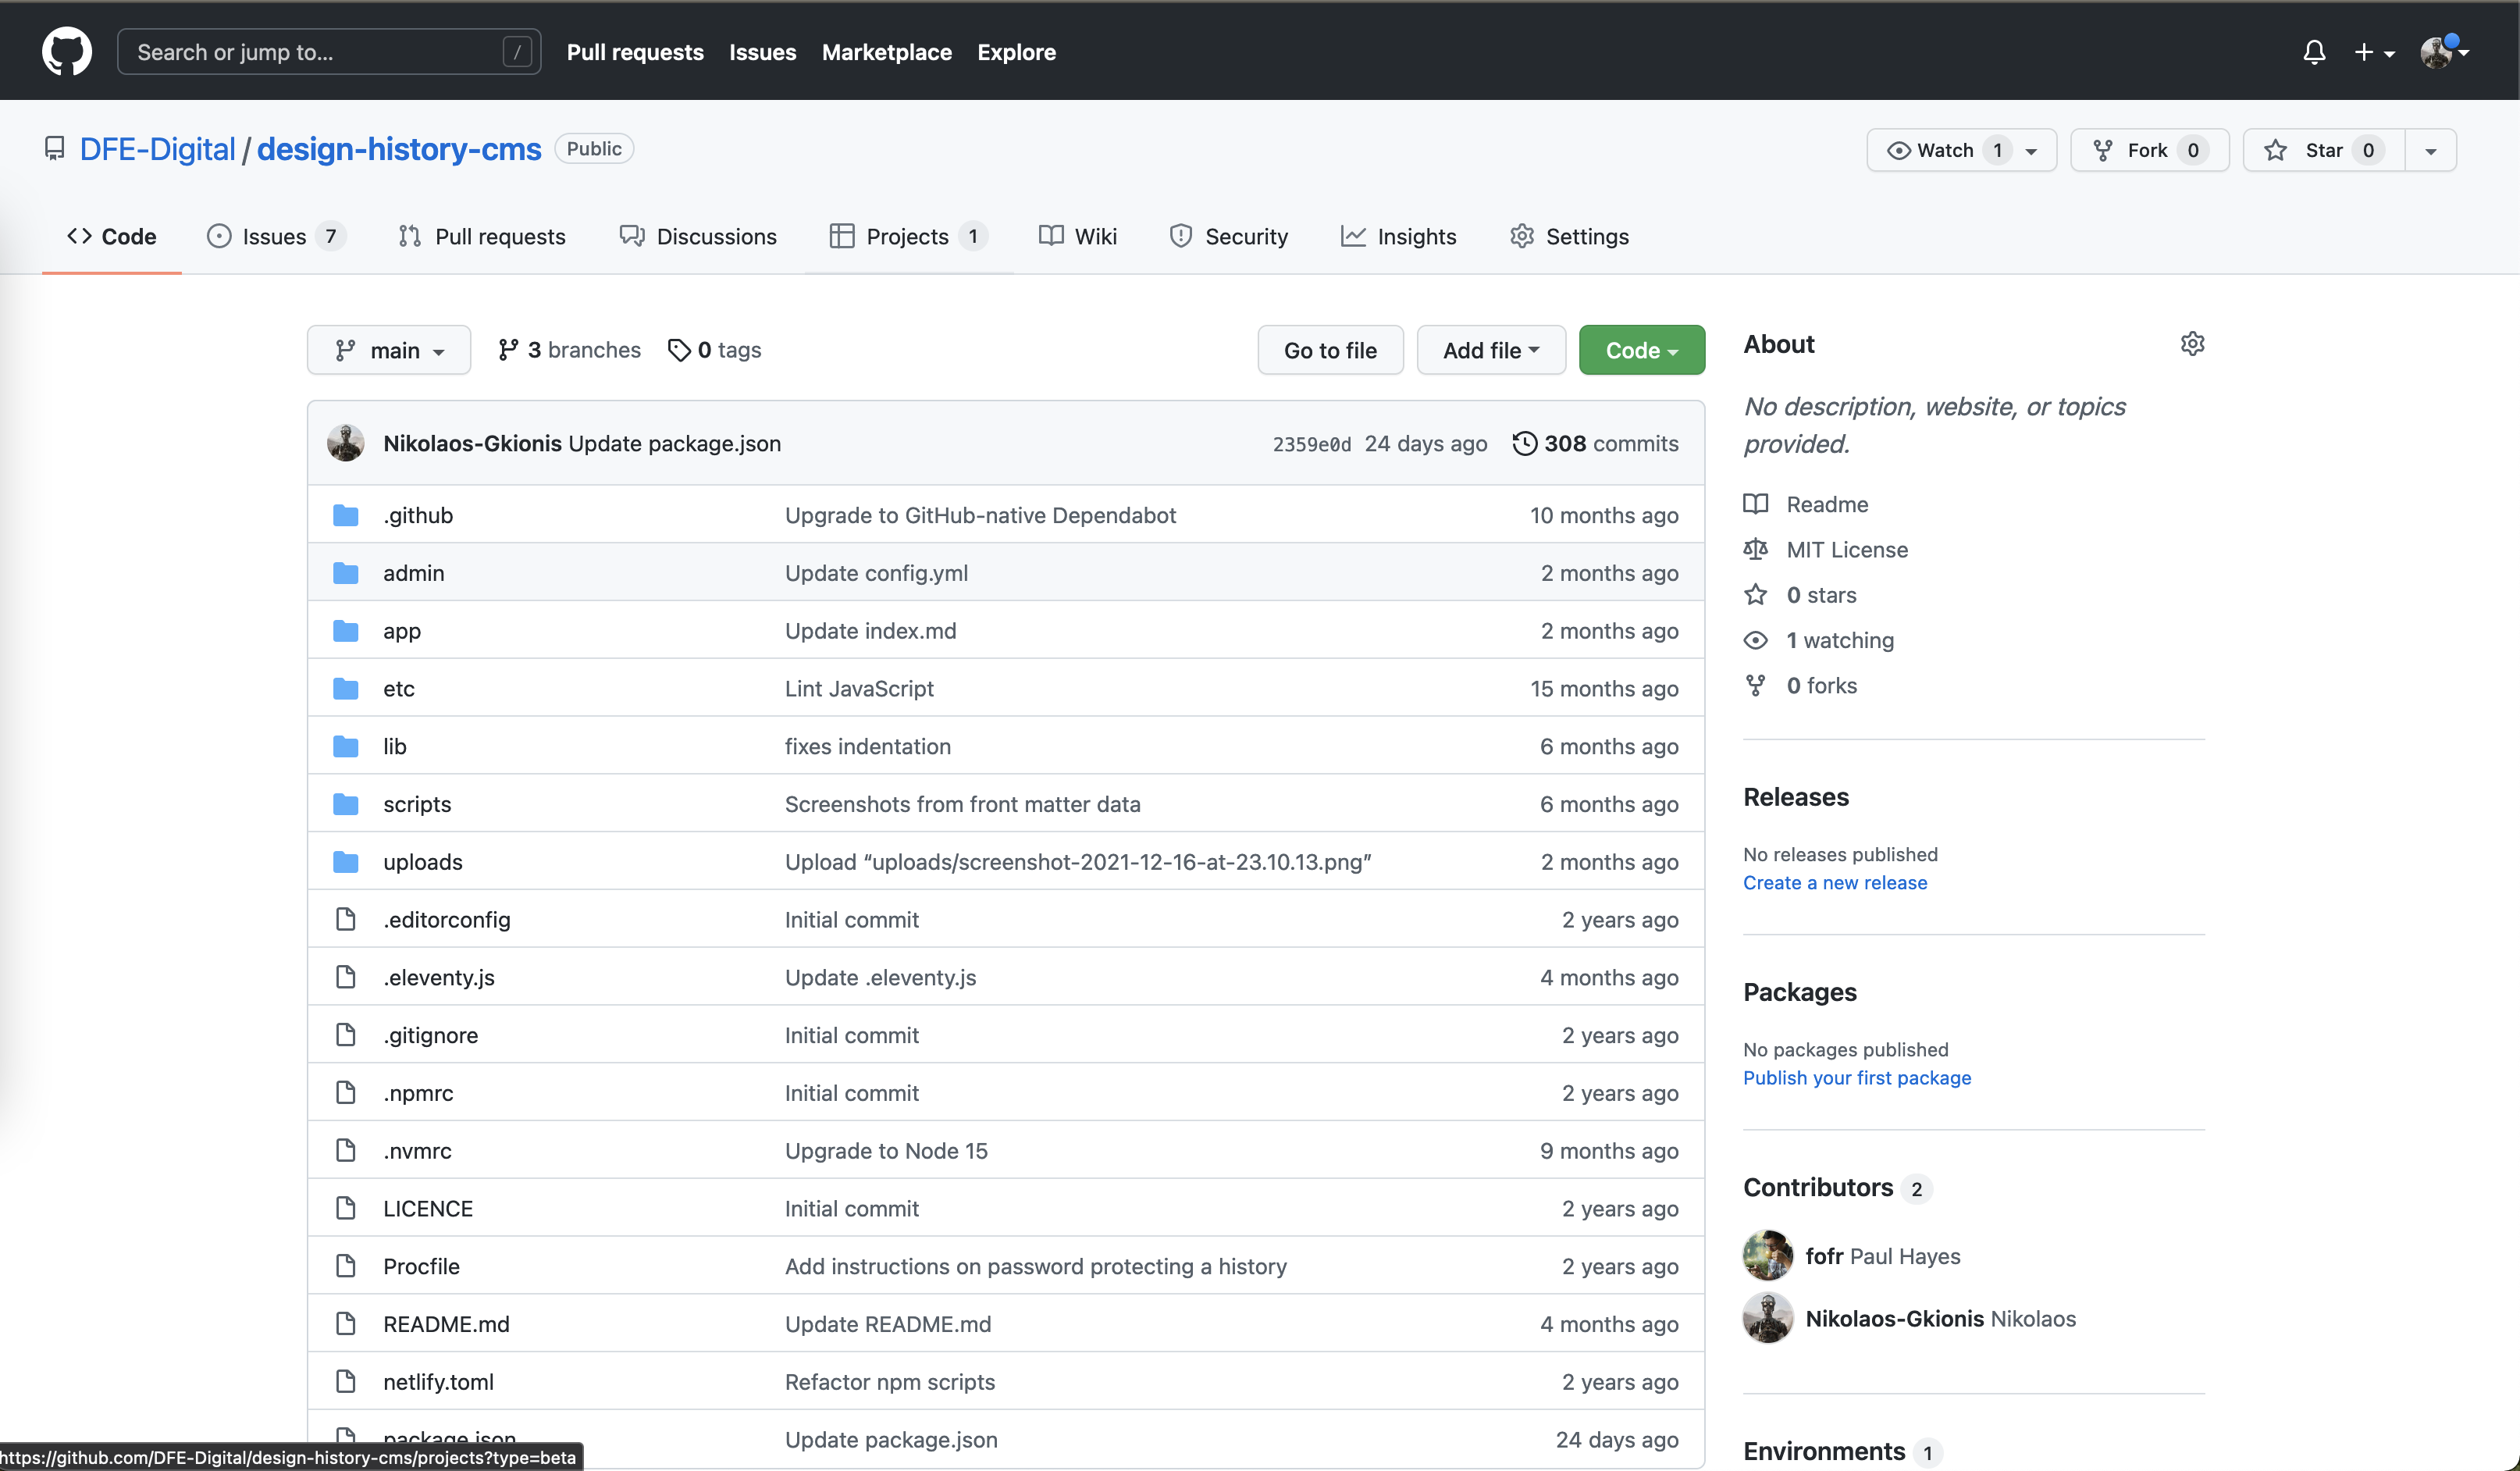 Search or jump to... / Pull requests Issues Marketplace Explore
DFE-Digital / design-history-cms Public Watch 1 Fork 0 Star 0
Code Issues 7 Pull requests Discussions Projects 1 Wiki Security Insights Settings
main 3 branches 0 tags Go to file Add file Code
Nikolaos-Gkionis Update package.json 2359e0d 24 days ago 308 commits
.github Upgrade to GitHub-native Dependabot 10 months ago
admin Update config.yml 2 months ago
app Update index.md 2 months ago
etc Lint JavaScript 15 months ago
lib fixes indentation 6 months ago
scripts Screenshots from front matter data 6 months ago
uploads Upload “uploads/screenshot-2021-12-16-at-23.10.13.png” 2 months ago
.editorconfig Initial commit 2 years ago
.eleventy.js Update .eleventy.js 4 months ago
.gitignore Initial commit 2 years ago
.npmrc Initial commit 2 years ago
.nvmrc Upgrade to Node 15 9 months ago
LICENCE Initial commit 2 years ago
Procfile Add instructions on password protecting a history 2 years ago
README.md Update README.md 4 months ago
netlify.toml Refactor npm scripts 2 years ago
package.json Update package.json 24 days ago
About
No description, website, or topics
provided.
Readme
MIT License
0 stars
1 watching
0 forks
Releases
No releases published
Create a new release
Packages
No packages published
Publish your first package
Contributors 2
fofr Paul Hayes
Nikolaos-Gkionis Nikolaos
Environments 1
https://github.com/DFE-Digital/design-history-cms/projects?type=beta